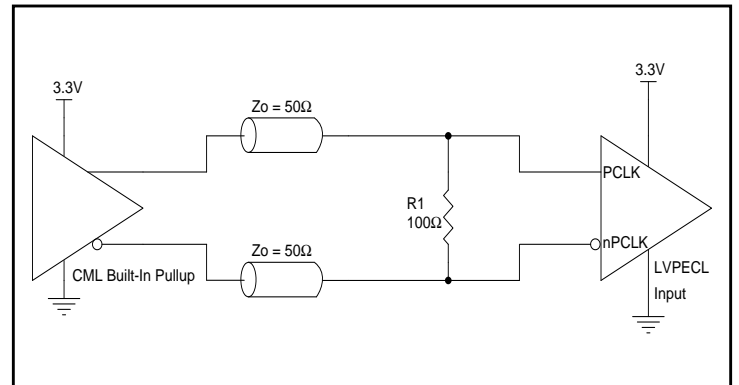 3.3V
3.3V
Zo = 50Ω
PCLK
R1
100Ω
nPCLK
Zo = 50Ω
CML Built-In Pullup
LVPECL
Input